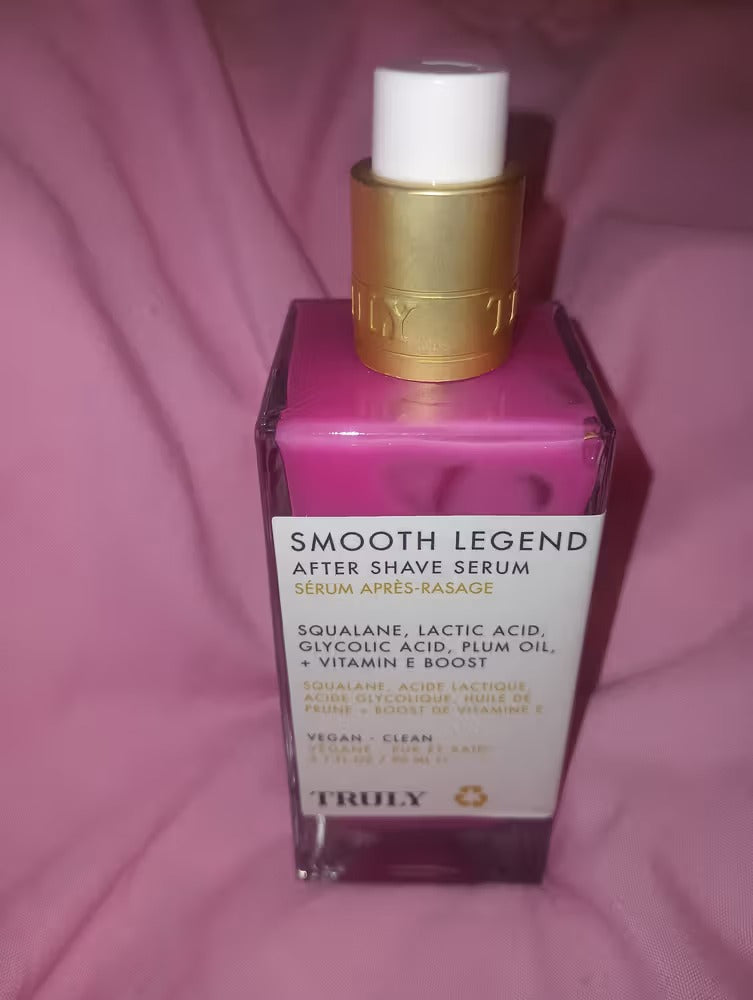 SMOOTH LEGEND
AFTER SHAVE SERUM
SÉRUM APRÈS-RASAGE
SQUALANE, LACTIC ACID,
GLYCOLIC ACID, PLUM OIL,
+ VITAMIN E BOOST
SQUALANE, ACIDE LACTIQUE,
ACIDE GLYCOLIQUE, HUILE DE
PRUNE + BOOST DE VITAMINE E
VEGAN - CLEAN
TRULY